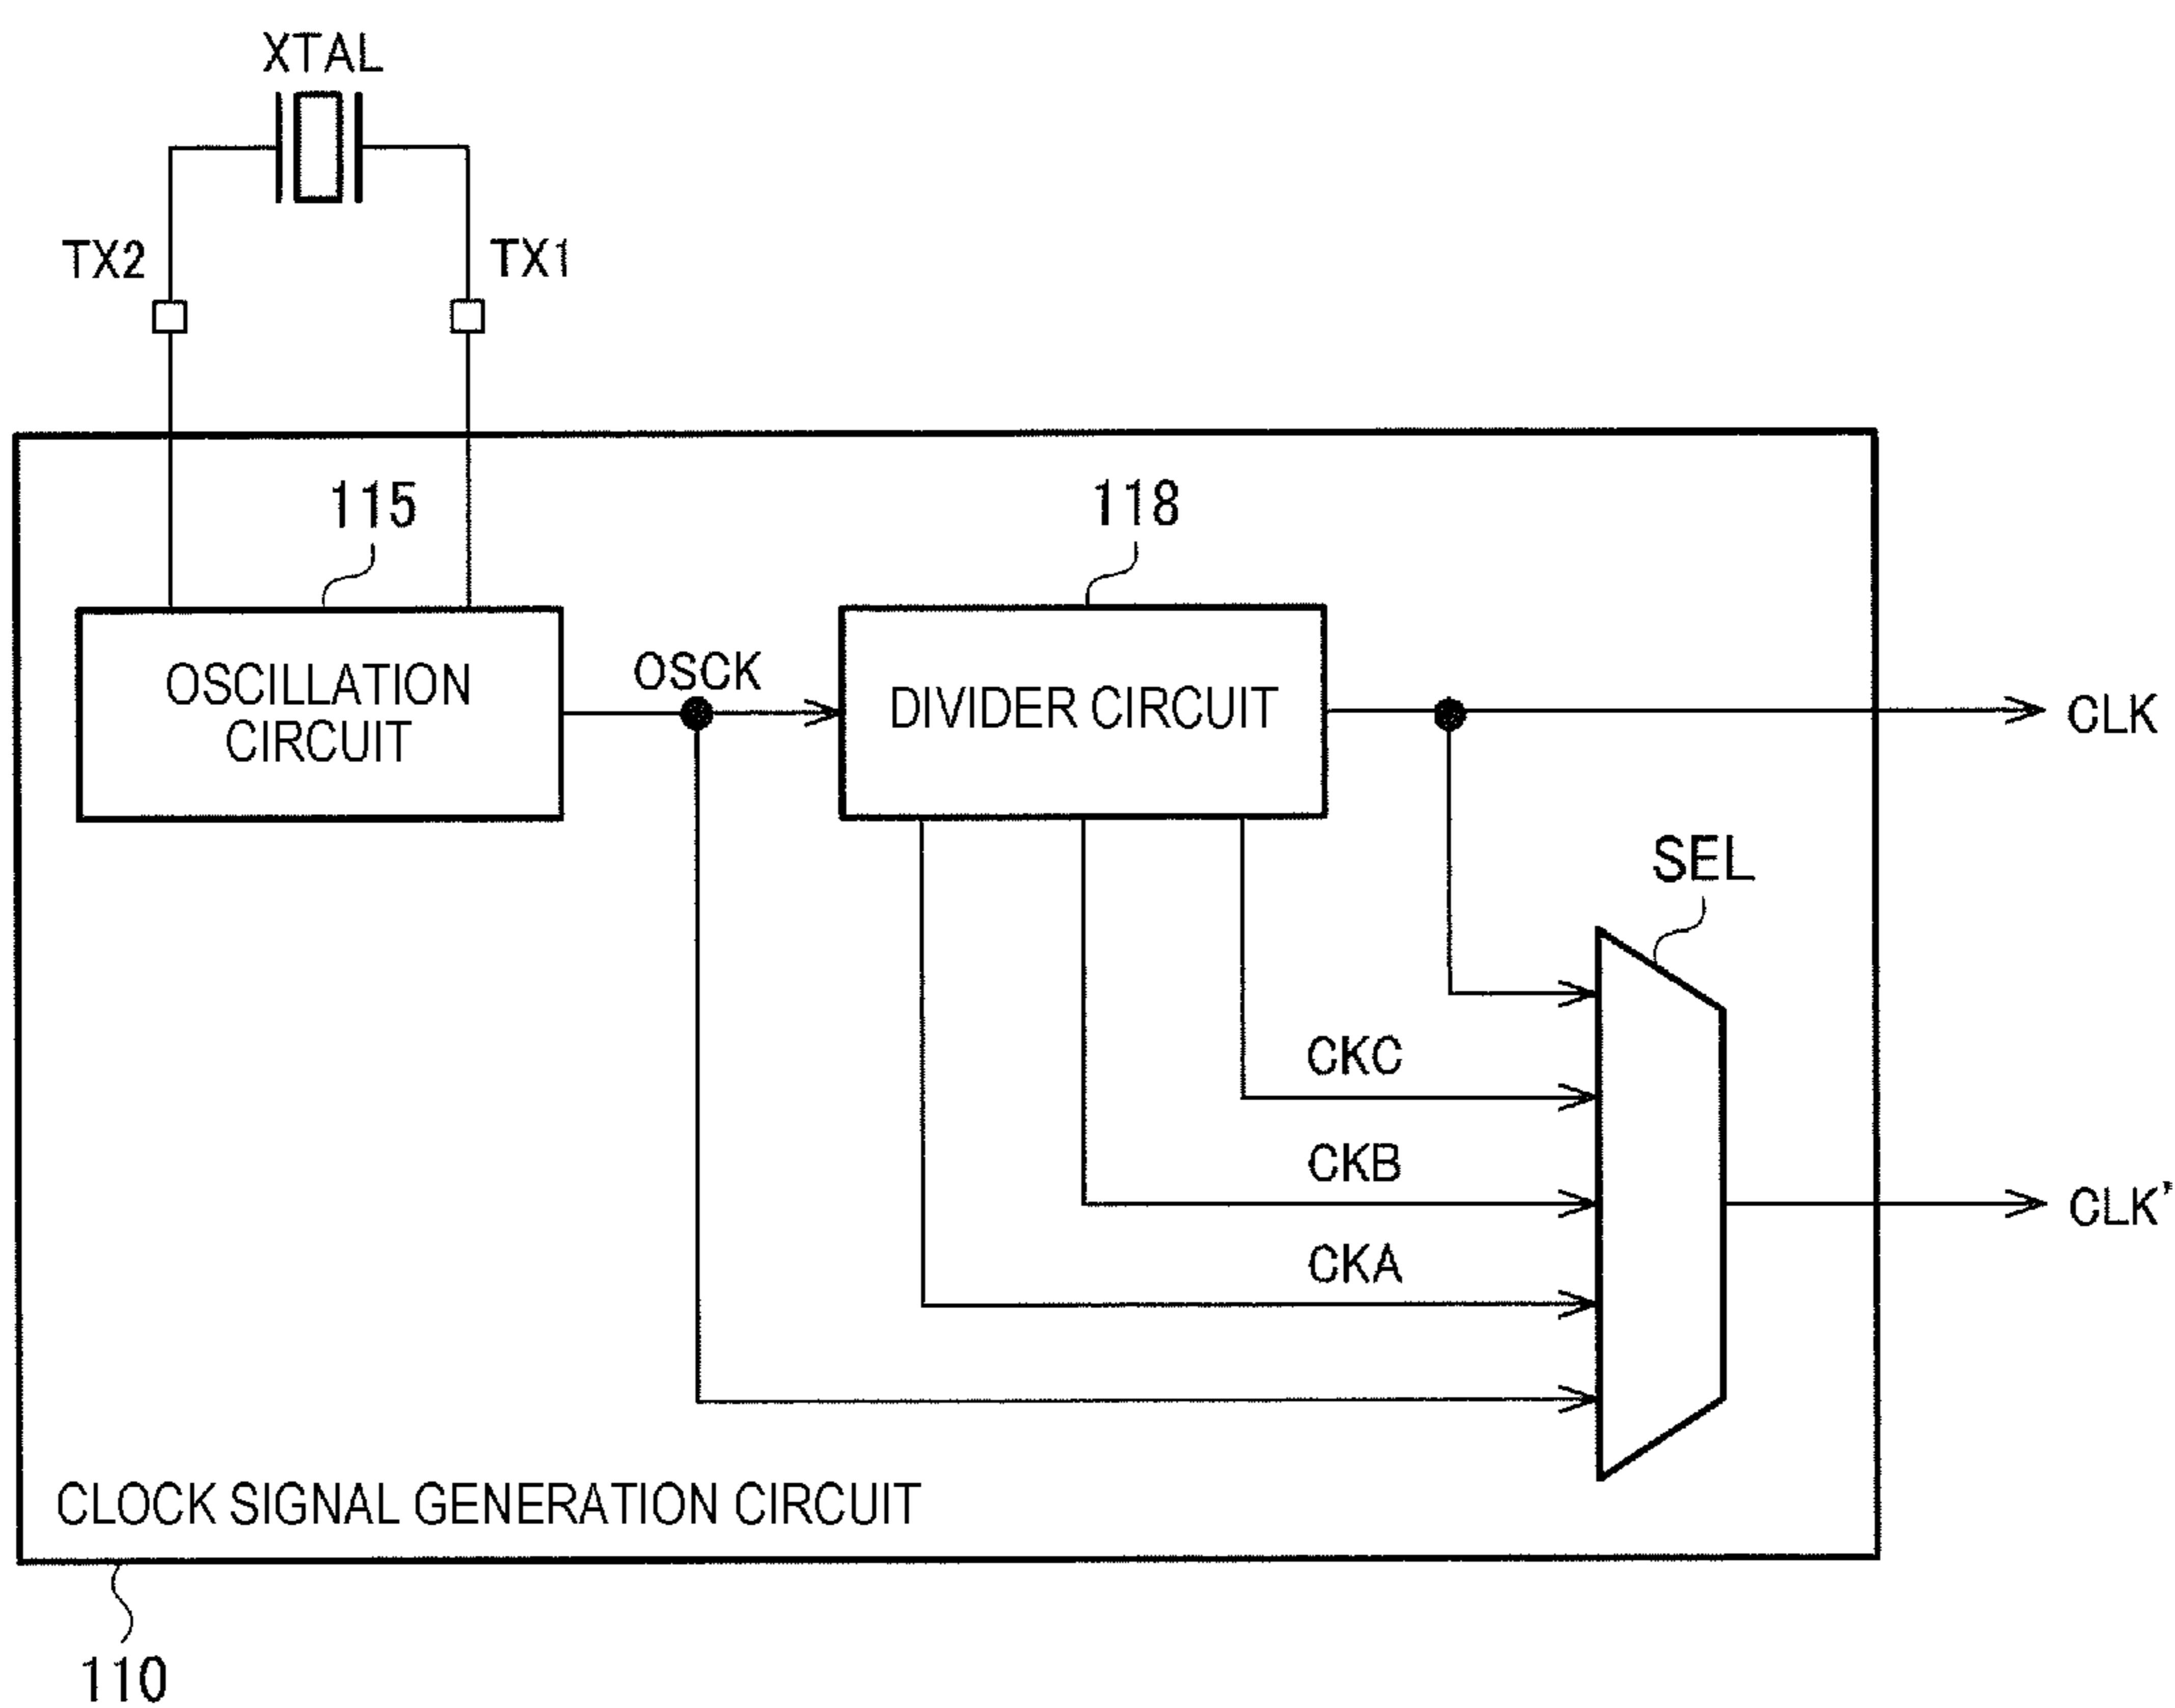 XTAL
TX2
TX1
115
118
OSCILLATION
CIRCUIT
OSCK
DIVIDER CIRCUIT
CLK
SEL
CKC
CKB
CLK'
CKA
CLOCK SIGNAL GENERATION CIRCUIT
110